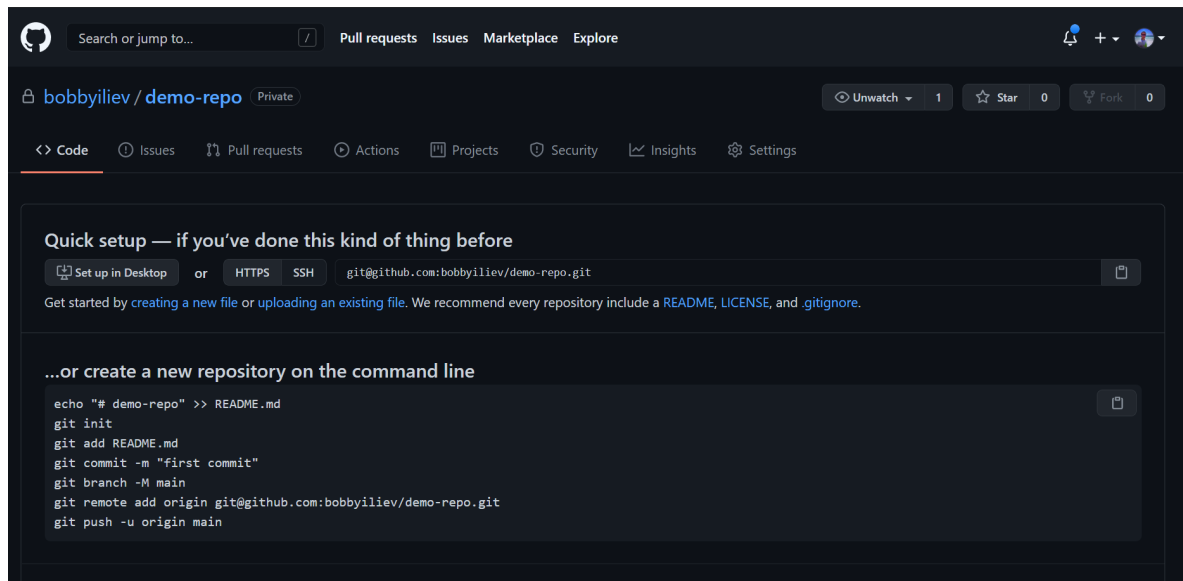 Search or jump to... / Pull requests Issues Marketplace Explore
bobbyiliev / demo-repo Private Unwatch 1 Star 0 Fork 0
Code Issues Pull requests Actions Projects Security Insights Settings
Quick setup — if you've done this kind of thing before
Set up in Desktop or HTTPS SSH git@github.com:bobbyiliev/demo-repo.git
Get started by creating a new file or uploading an existing file. We recommend every repository include a README, LICENSE, and .gitignore.
...or create a new repository on the command line
echo "# demo-repo" >> README.md
git init
git add README.md
git commit -m "first commit"
git branch -M main
git remote add origin git@github.com:bobbyiliev/demo-repo.git
git push -u origin main